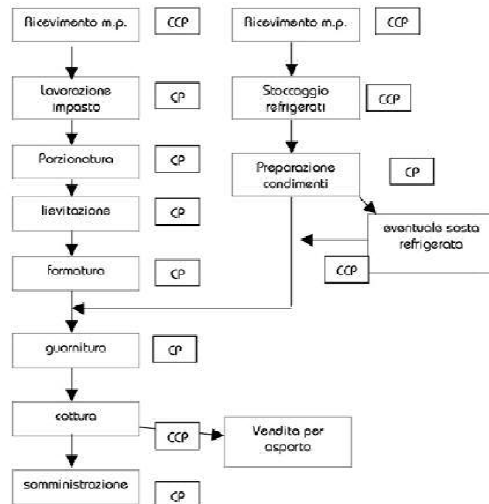 Ricevimento m.p.
CCP
Ricevimento m.p.
CCP
Lavorazione
impasto
CP
Stoccaggio
refrigerati
CCP
Porzionatura
CP
Preparazione
condimenti
CP
lievitazione
CP
eventuale sosta
refrigerata
CCP
formatura
CP
guarnitura
CP
cottura
CCP
Vendita per
asporto
somministrazione
CP